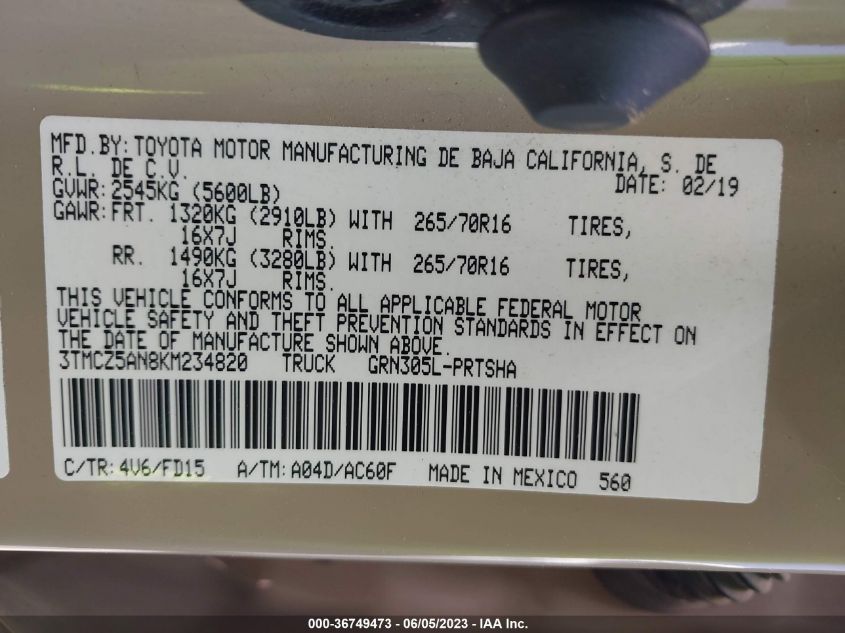 MFD.BY: TOYOTA MOTOR MANUFACTURING DE BAJA CALIFORNIA, S. DE
R.L. DE C.V.
DATE: 02/19
GVWR: 2545KG (5600LB)
GAWR: FRT. 1320KG (2910LB) WITH 265/70R16 TIRES,
16X7J RIMS.
RR. 1490KG (3280LB) WITH 265/70R16 TIRES,
16X7J RIMS.
THIS VEHICLE CONFORMS TO ALL APPLICABLE FEDERAL MOTOR
VEHICLE SAFETY AND THEFT PREVENTION STANDARDS IN EFFECT ON
THE DATE OF MANUFACTURE SHOWN ABOVE.
3TMCZ5AN8KM234820 TRUCK GRN305L-PRTSHA
C/TR: 4V6/FD15 A/TM: A04D/AC60F MADE IN MEXICO 560
000-36749473 - 06/05/2023 - IAA Inc.